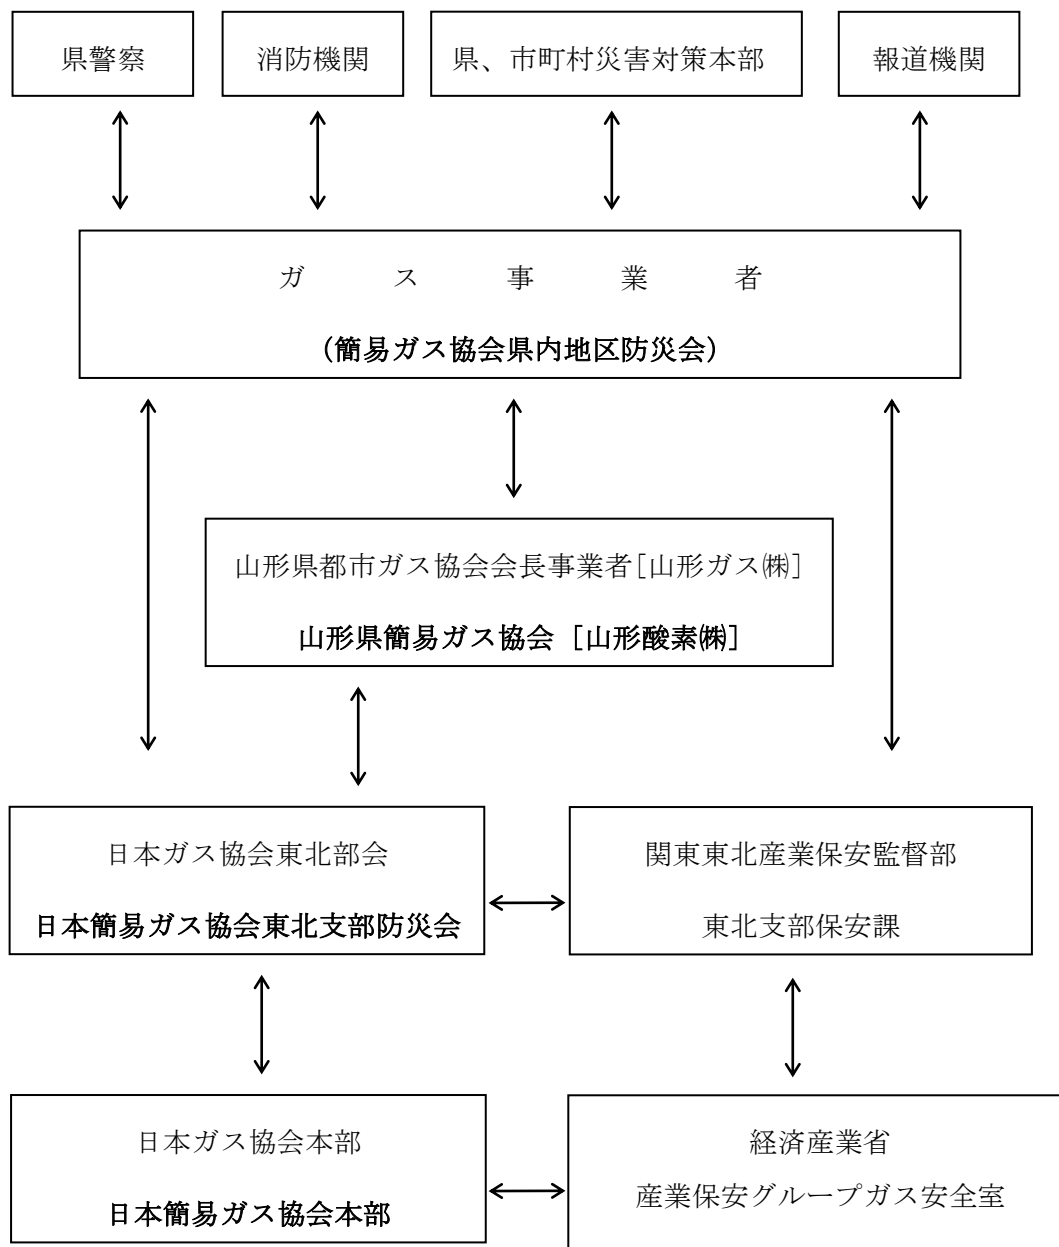 県警察
消防機関
県、市町村災害対策本部
報道機関
ガス事業者
(簡易ガス協会県内地区防災会)
山形県都市ガス協会会長事業者[山形ガス㈱]
山形県簡易ガス協会［山形酸素㈱］
日本ガス協会東北部会
日本簡易ガス協会東北支部防災会
関東東北産業保安監督部
東北支部保安課
日本ガス協会本部
日本簡易ガス協会本部
経済産業省
産業保安グループガス安全室